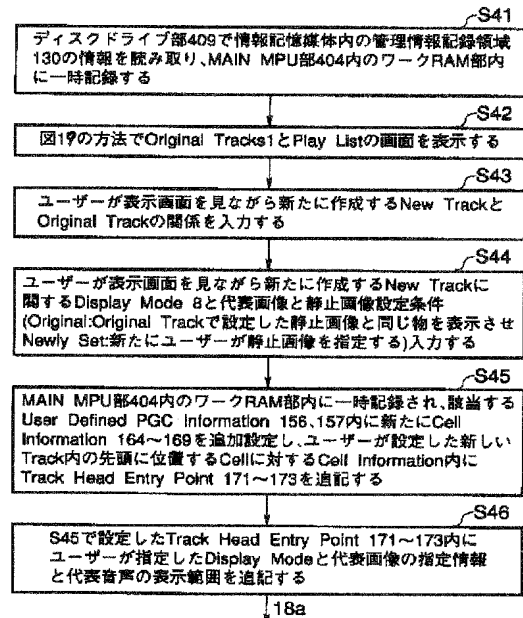 S41
ディスクドライブ部409で情報記憶媒体内の管理情報記録領域
130の情報を読み取り、MAIN MPU部404内のワークRAM部内
に一時記録する
S42
図19の方法でOriginal Tracks1とPlay Listの画面を表示する
S43
ユーザーが表示画面を見ながら新たに作成するNew Trackと
Original Trackの関係を入力する
S44
ユーザーが表示画面を見ながら新たに作成するNew Trackに
関するDisplay Mode 8と代表画像と静止画像設定条件
(Original:Original Trackで設定した静止画像と同じ物を表示させ
Newly Set:新たにユーザーが静止画像を指定する)入力する
S45
MAIN MPU部404内のワークRAM部内に一時記録され、該当する
User Defined PGC Information 156、157内に新たにCell
Information 164～169を追加設定し、ユーザーが設定した新しい
Track内の先頭に位置するCellに対するCell Information内に
Track Head Entry Point 171～173を追記する
S46
S45で設定したTrack Head Entry Point 171～173内に
ユーザーが指定したDisplay Modeと代表画像の指定情報
と代表音声の表示範囲を追記する
18a